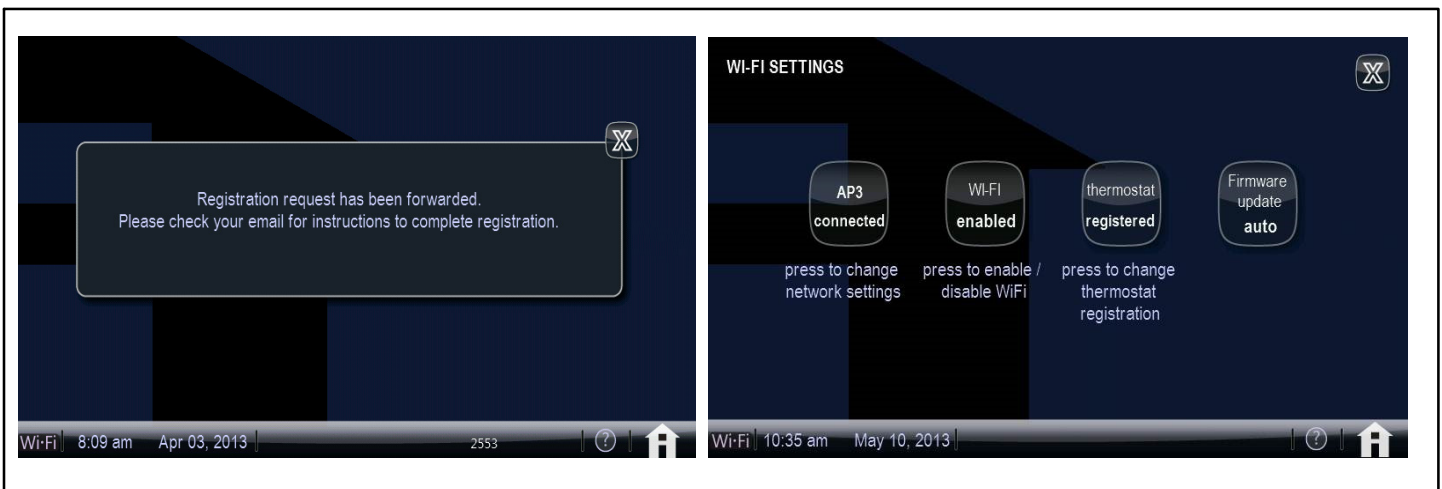 X
Registration request has been forwarded.
Please check your email for instructions to complete registration.
Wi-Fi 8:09 am Apr 03, 2013 2553 ?
WI-FI SETTINGS
X
AP3
connected
press to change
network settings
WI-FI
enabled
press to enable /
disable WiFi
thermostat
registered
press to change
thermostat
registration
Firmware
update
auto
Wi-Fi 10:35 am May 10, 2013 ?